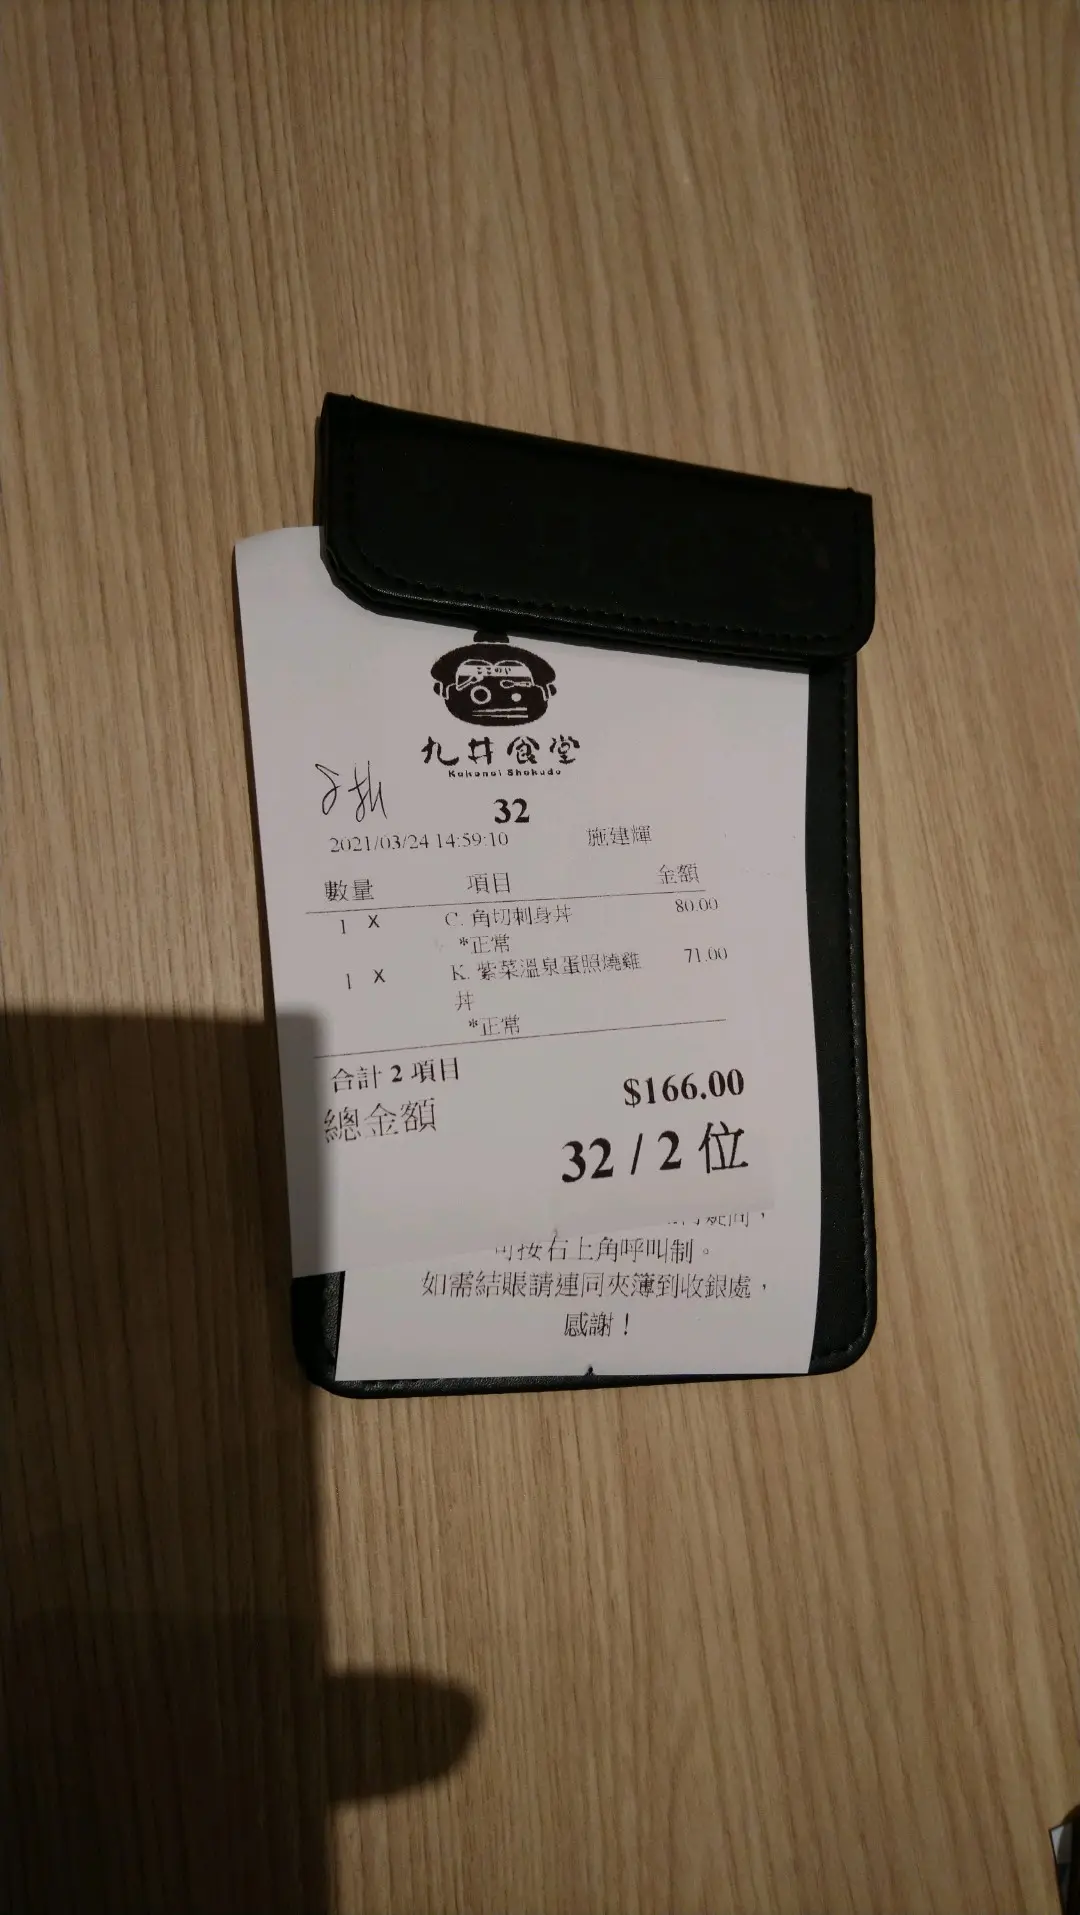 九井食堂
Kukonoi Shokudo
32
2021/03/24 14:59:10 施建輝
數量 項目 金額
1 X C. 角切刺身丼 80.00
*正常
1 X K. 紫菜溫泉蛋照燒雞 71.00
丼
*正常
合計 2 項目
總金額 $166.00
32 / 2 位
可按右上角呼叫制。
如需結賬請連同夾簿到收銀處，
感謝！